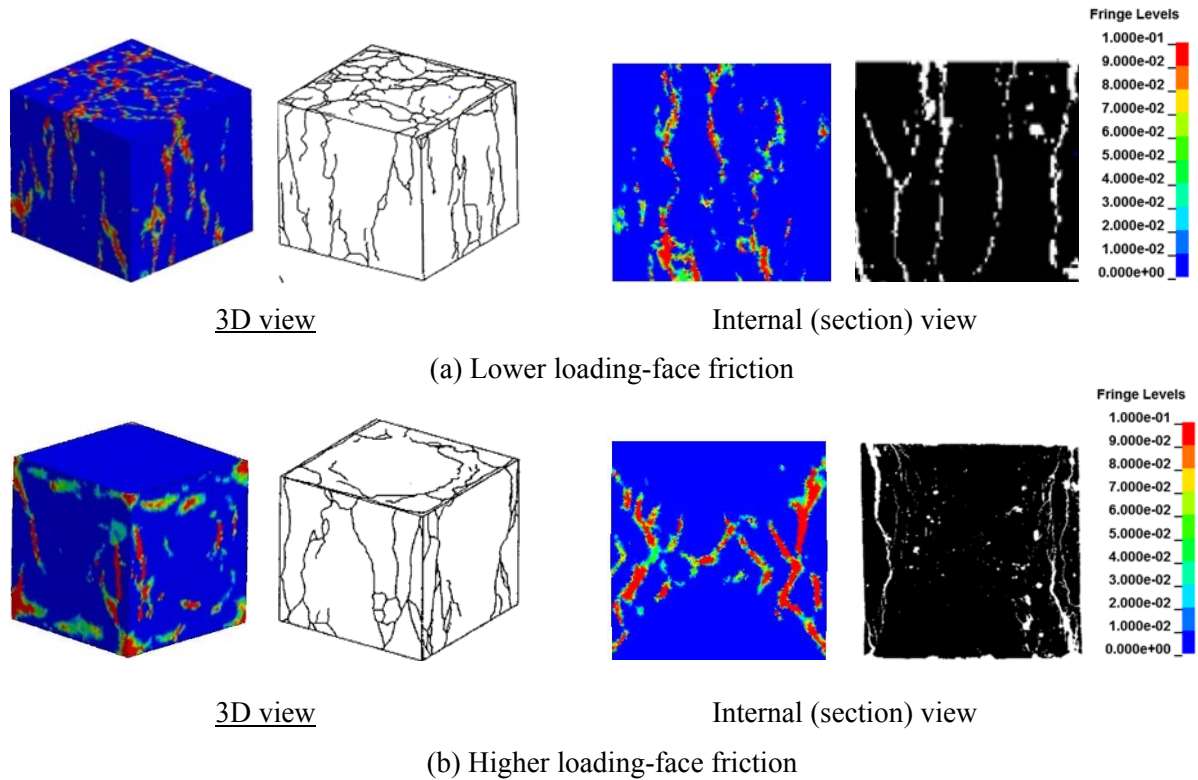 Fringe Levels
1.000e-01
9.000e-02
8.000e-02
7.000e-02
6.000e-02
5.000e-02
4.000e-02
3.000e-02
2.000e-02
1.000e-02
0.000e+00
3D view
Internal (section) view
(a) Lower loading-face friction
Fringe Levels
1.000e-01
9.000e-02
8.000e-02
7.000e-02
6.000e-02
5.000e-02
4.000e-02
3.000e-02
2.000e-02
1.000e-02
0.000e+00
3D view
Internal (section) view
(b) Higher loading-face friction